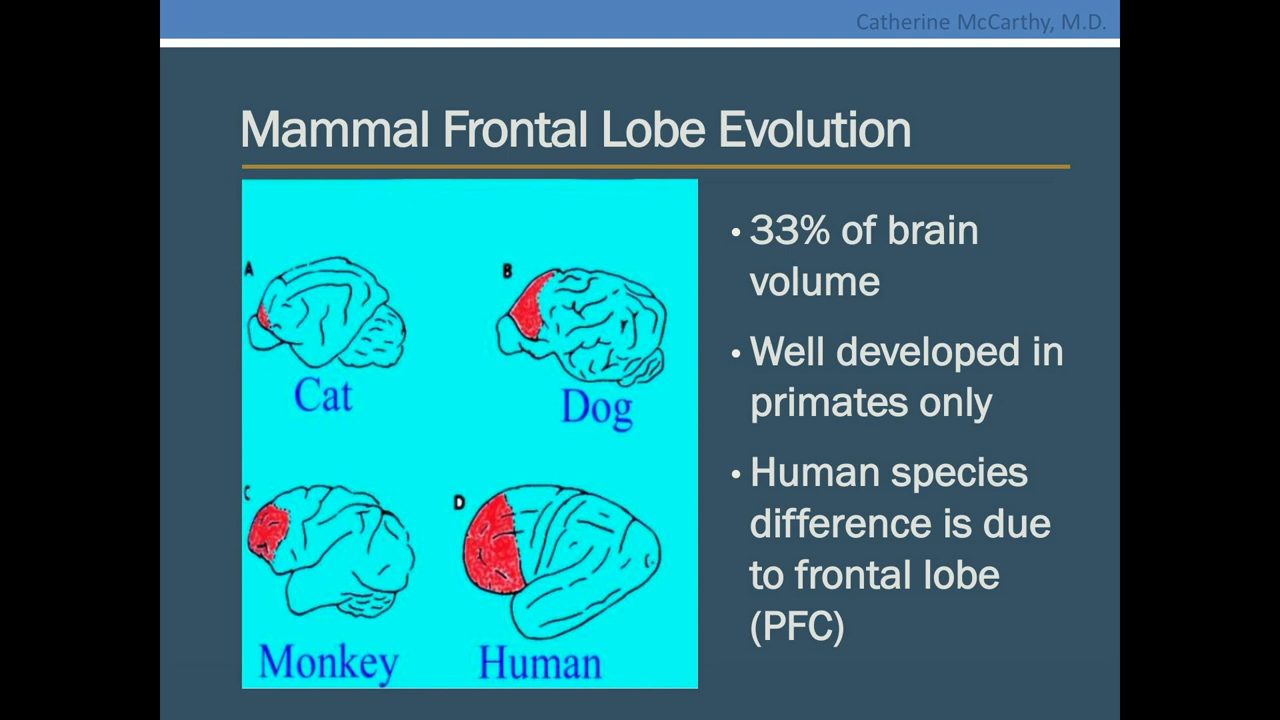 Catherine McCarthy, M.D.
Mammal Frontal Lobe Evolution
A
Cat
B
Dog
C
Monkey
D
Human
• 33% of brain
volume
• Well developed in
primates only
• Human species
difference is due
to frontal lobe
(PFC)